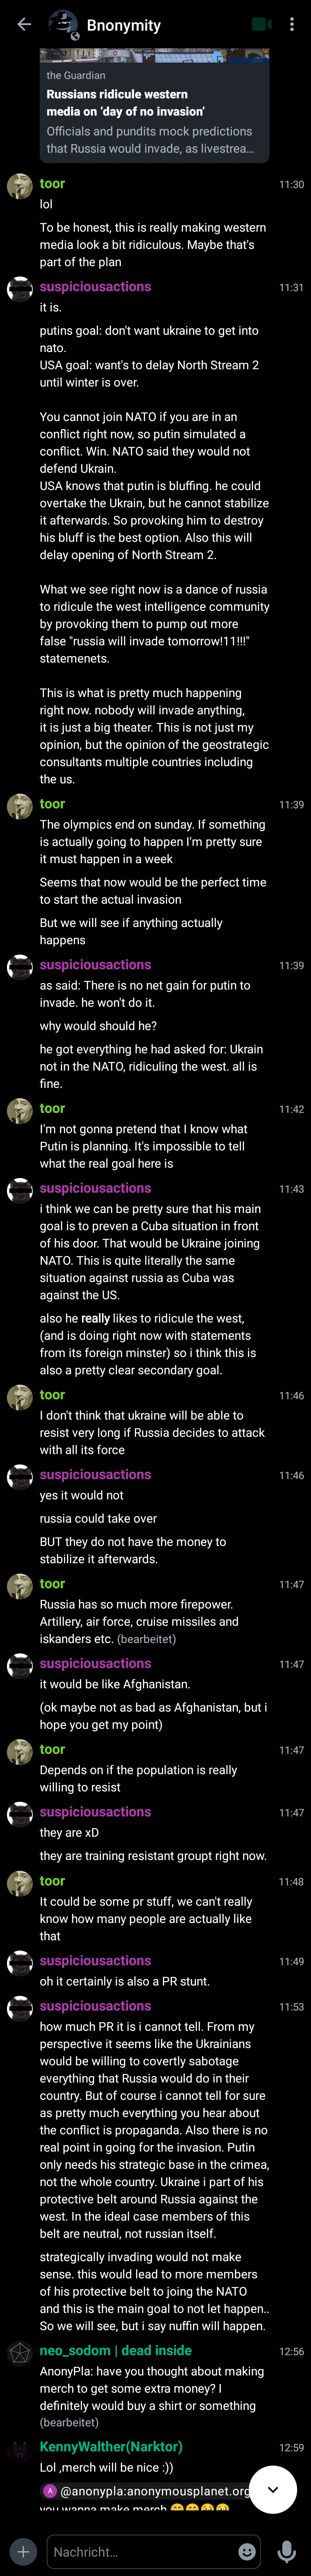 Bnonymity
the Guardian
Russians ridicule western
media on ‘day of no invasion’
Officials and pundits mock predictions
that Russia would invade, as livestrea...
toor 11:30
lol
To be honest, this is really making western
media look a bit ridiculous. Maybe that's
part of the plan
suspiciousactions 11:31
it is.
putins goal: don't want ukraine to get into
nato.
USA goal: want's to delay North Stream 2
until winter is over.
You cannot join NATO if you are in an
conflict right now, so putin simulated a
conflict. Win. NATO said they would not
defend Ukrain.
USA knows that putin is bluffing. he could
overtake the Ukrain, but he cannot stabilize
it afterwards. So provoking him to destroy
his bluff is the best option. Also this will
delay opening of North Stream 2.
What we see right now is a dance of russia
to ridicule the west intelligence community
by provoking them to pump out more
false "russia will invade tomorrow!11!!!"
statemenets.
This is what is pretty much happening
right now. nobody will invade anything,
it is just a big theater. This is not just my
opinion, but the opinion of the geostrategic
consultants multiple countries including
the us.
toor 11:39
The olympics end on sunday. If something
is actually going to happen I'm pretty sure
it must happen in a week
Seems that now would be the perfect time
to start the actual invasion
But we will see if anything actually
happens
suspiciousactions 11:39
as said: There is no net gain for putin to
invade. he won't do it.
why would should he?
he got everything he had asked for: Ukrain
not in the NATO, ridiculing the west. all is
fine.
toor 11:42
I'm not gonna pretend that I know what
Putin is planning. It's impossible to tell
what the real goal here is
suspiciousactions 11:43
i think we can be pretty sure that his main
goal is to preven a Cuba situation in front
of his door. That would be Ukraine joining
NATO. This is quite literally the same
situation against russia as Cuba was
against the US.
also he really likes to ridicule the west,
(and is doing right now with statements
from its foreign minster) so i think this is
also a pretty clear secondary goal.
toor 11:46
I don't think that ukraine will be able to
resist very long if Russia decides to attack
with all its force
suspiciousactions 11:46
yes it would not
russia could take over
BUT they do not have the money to
stabilize it afterwards.
toor 11:47
Russia has so much more firepower.
Artillery, air force, cruise missiles and
iskanders etc. (bearbeitet)
suspiciousactions 11:47
it would be like Afghanistan.
(ok maybe not as bad as Afghanistan, but i
hope you get my point)
toor 11:47
Depends on if the population is really
willing to resist
suspiciousactions 11:47
they are xD
they are training resistant groupt right now.
toor 11:48
It could be some pr stuff, we can't really
know how many people are actually like
that
suspiciousactions 11:49
oh it certainly is also a PR stunt.
suspiciousactions 11:53
how much PR it is i cannot tell. From my
perspective it seems like the Ukrainians
would be willing to covertly sabotage
everything that Russia would do in their
country. But of course i cannot tell for sure
as pretty much everything you hear about
the conflict is propaganda. Also there is no
real point in going for the invasion. Putin
only needs his strategic base in the crimea,
not the whole country. Ukraine i part of his
protective belt around Russia against the
west. In the ideal case members of this
belt are neutral, not russian itself.
strategically invading would not make
sense. this would lead to more members
of his protective belt to joing the NATO
and this is the main goal to not let happen..
So we will see, but i say nuffin will happen.
neo_sodom | dead inside 12:56
AnonyPla: have you thought about making
merch to get some extra money? I
definitely would buy a shirt or something
(bearbeitet)
KennyWalther(Narktor) 12:59
Lol ,merch will be nice :))
A @anonypla:anonymousplanet.org
you wanna make merch
Nachricht...